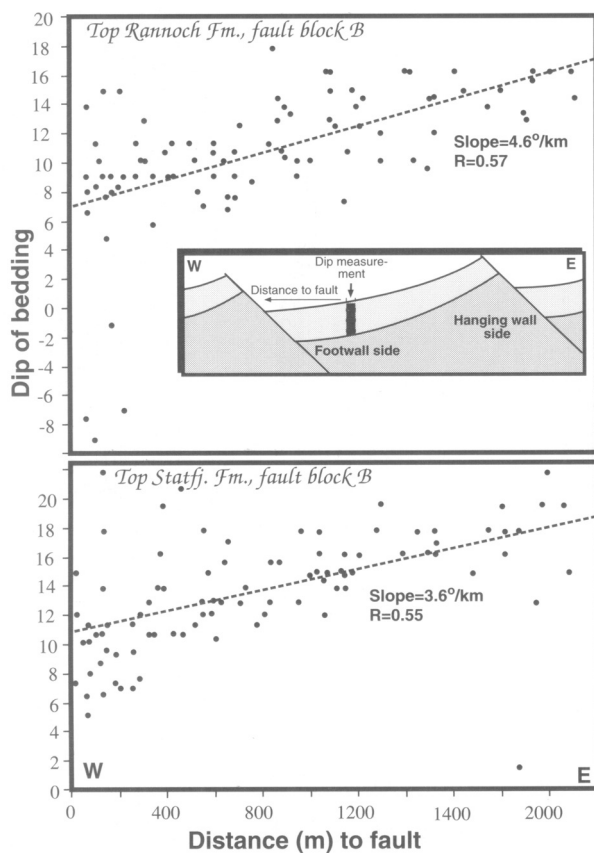 Top Rannoch Fm., fault block B
20
18
16
14
12
10
8
6
4
2
0
-2
-4
-6
-8
Dip of bedding
Slope=4.6°/km
R=0.57
W
E
Dip measure-
ment
Distance to fault
Hanging wall
side
Footwall side
Top Statfj. Fm., fault block B
20
18
16
14
12
10
8
6
4
2
0
Slope=3.6°/km
R=0.55
W
E
0
400
800
1200
1400
2000
Distance (m) to fault